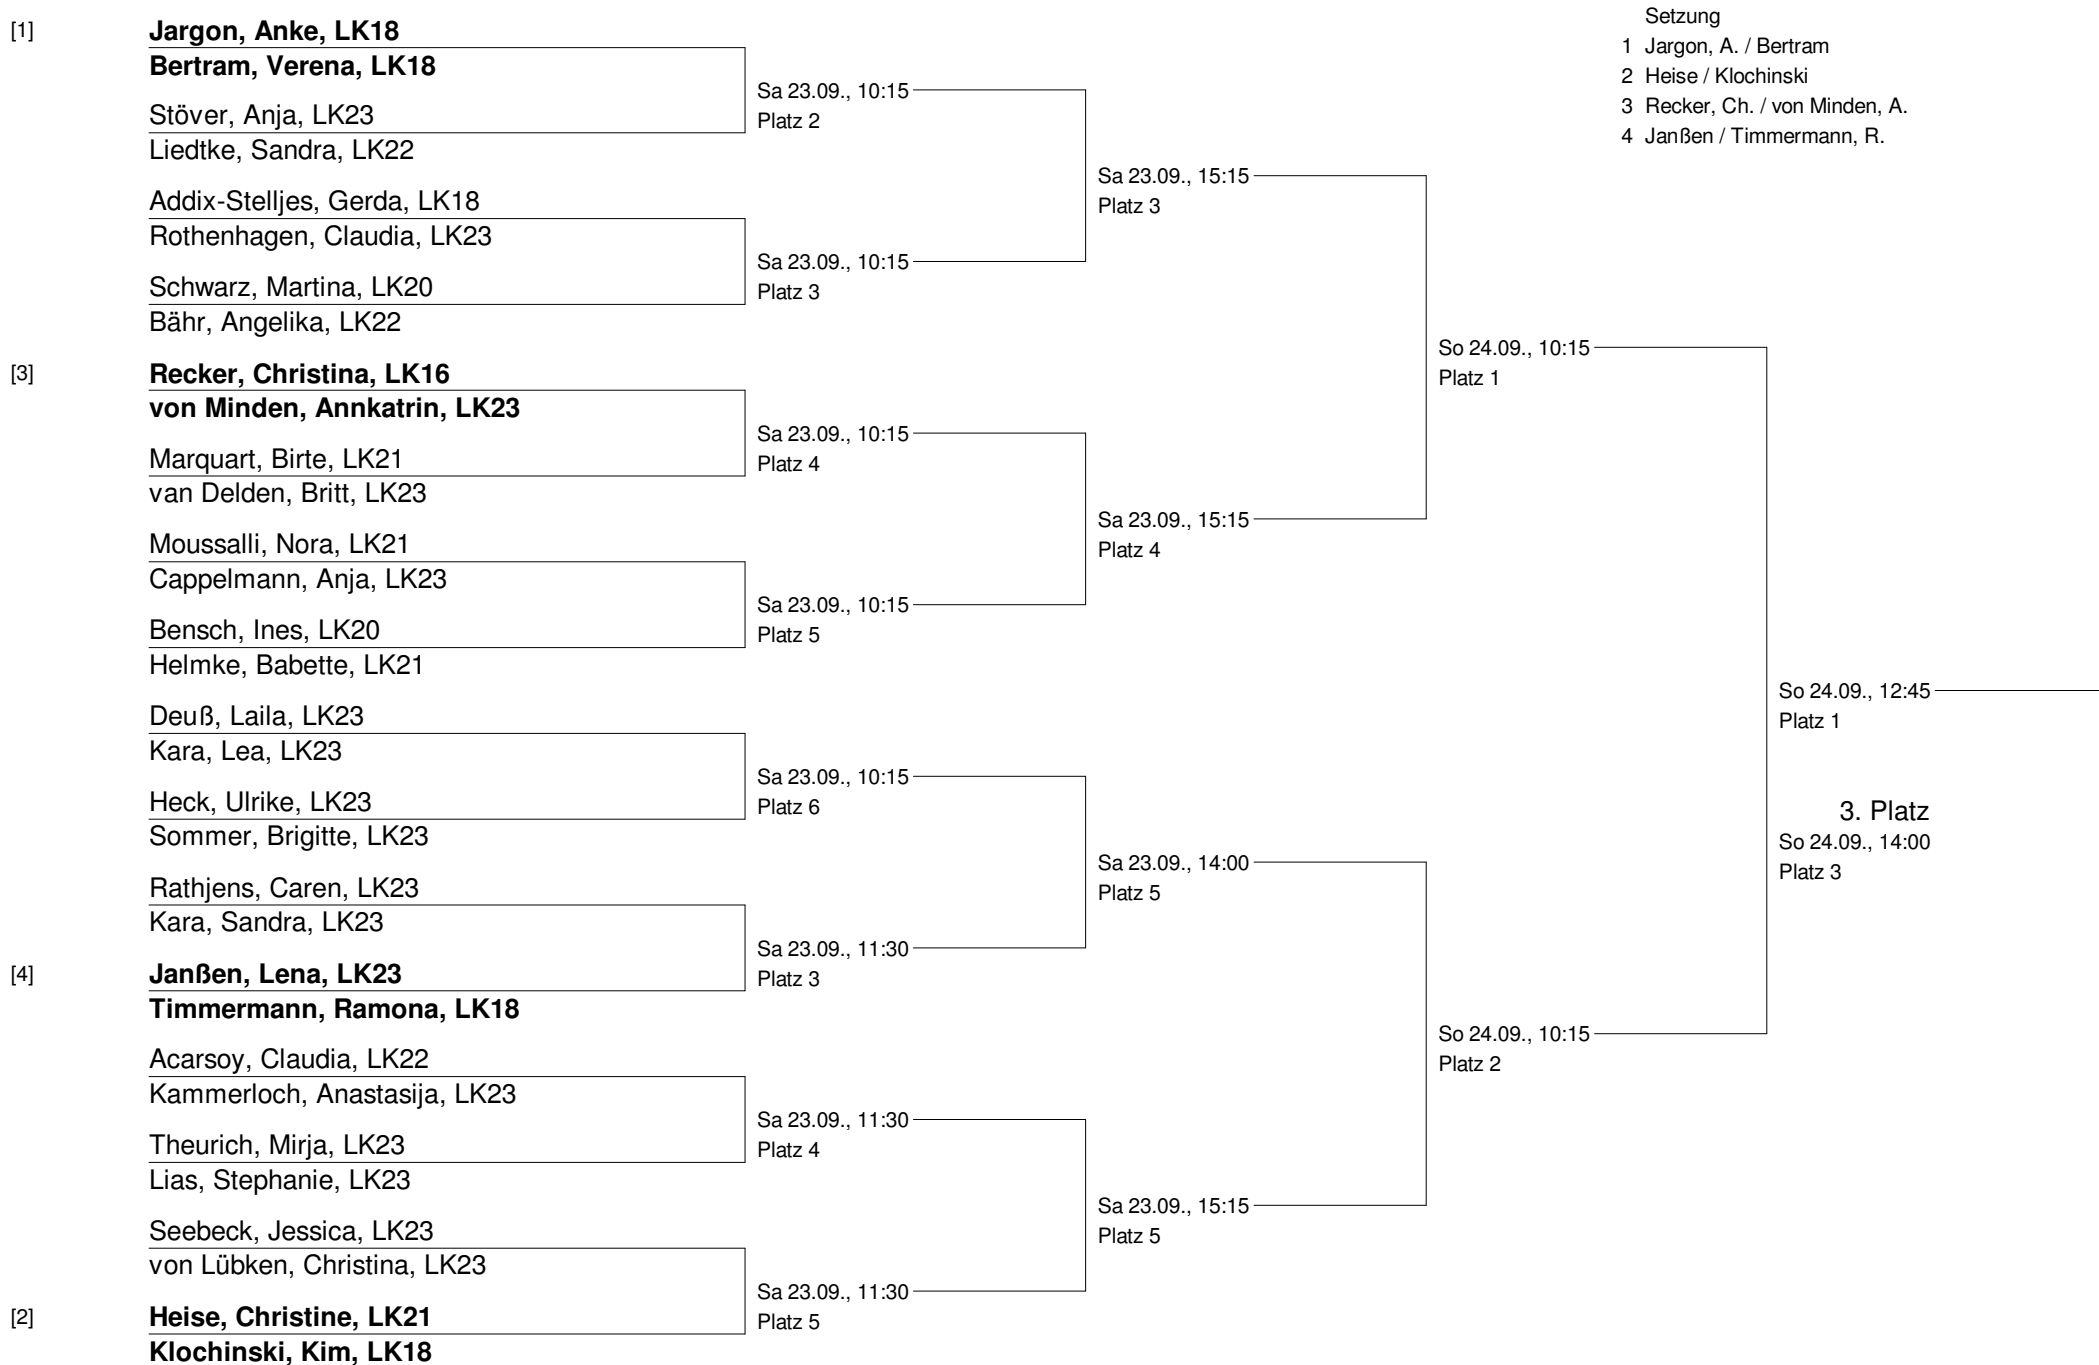 Setzung
1 Jargon, A. / Bertram
2 Heise / Klochinski
3 Recker, Ch. / von Minden, A.
4 Janßen / Timmermann, R.
[1] Jargon, Anke, LK18
Bertram, Verena, LK18
Sa 23.09., 10:15
Platz 2
Stöver, Anja, LK23
Liedtke, Sandra, LK22
Sa 23.09., 15:15
Platz 3
Addix-Stelljes, Gerda, LK18
Rothenhagen, Claudia, LK23
Sa 23.09., 10:15
Platz 3
Schwarz, Martina, LK20
Bähr, Angelika, LK22
So 24.09., 10:15
Platz 1
[3] Recker, Christina, LK16
von Minden, Annkatrin, LK23
Sa 23.09., 10:15
Platz 4
Marquart, Birte, LK21
van Delden, Britt, LK23
Sa 23.09., 15:15
Platz 4
Moussalli, Nora, LK21
Cappelmann, Anja, LK23
Sa 23.09., 10:15
Platz 5
Bensch, Ines, LK20
Helmke, Babette, LK21
So 24.09., 12:45
Platz 1
Deuß, Laila, LK23
Kara, Lea, LK23
Sa 23.09., 10:15
Platz 6
Heck, Ulrike, LK23
Sommer, Brigitte, LK23
3. Platz
So 24.09., 14:00
Platz 3
Sa 23.09., 14:00
Platz 5
Rathjens, Caren, LK23
Kara, Sandra, LK23
Sa 23.09., 11:30
Platz 3
[4] Janßen, Lena, LK23
Timmermann, Ramona, LK18
So 24.09., 10:15
Platz 2
Acarsoy, Claudia, LK22
Kammerloch, Anastasija, LK23
Sa 23.09., 11:30
Platz 4
Theurich, Mirja, LK23
Lias, Stephanie, LK23
Sa 23.09., 15:15
Platz 5
Seebeck, Jessica, LK23
von Lübken, Christina, LK23
Sa 23.09., 11:30
Platz 5
[2] Heise, Christine, LK21
Klochinski, Kim, LK18